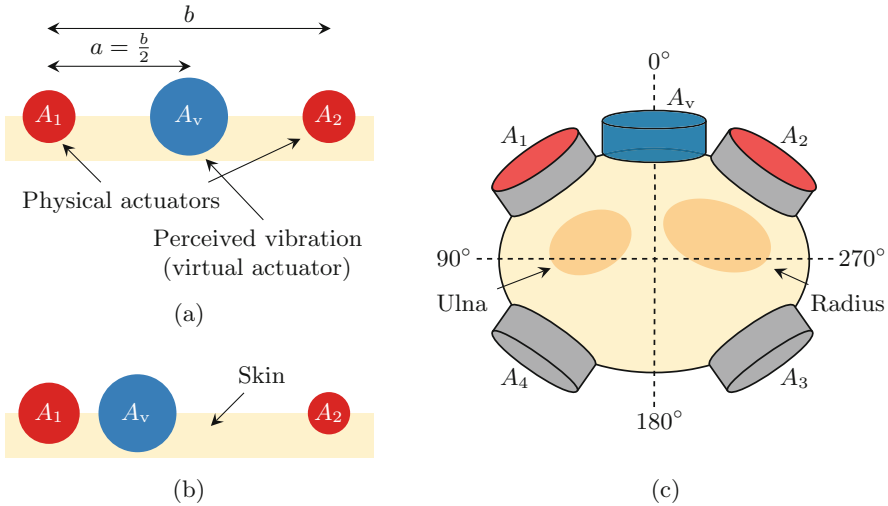 b
a = b/2
A₁
Aᵥ
A₂
Physical actuators
Perceived vibration
(virtual actuator)
(a)
Skin
A₁
Aᵥ
A₂
(b)
0°
Aᵥ
A₁
A₂
90°
270°
Ulna
Radius
A₄
A₃
180°
(c)